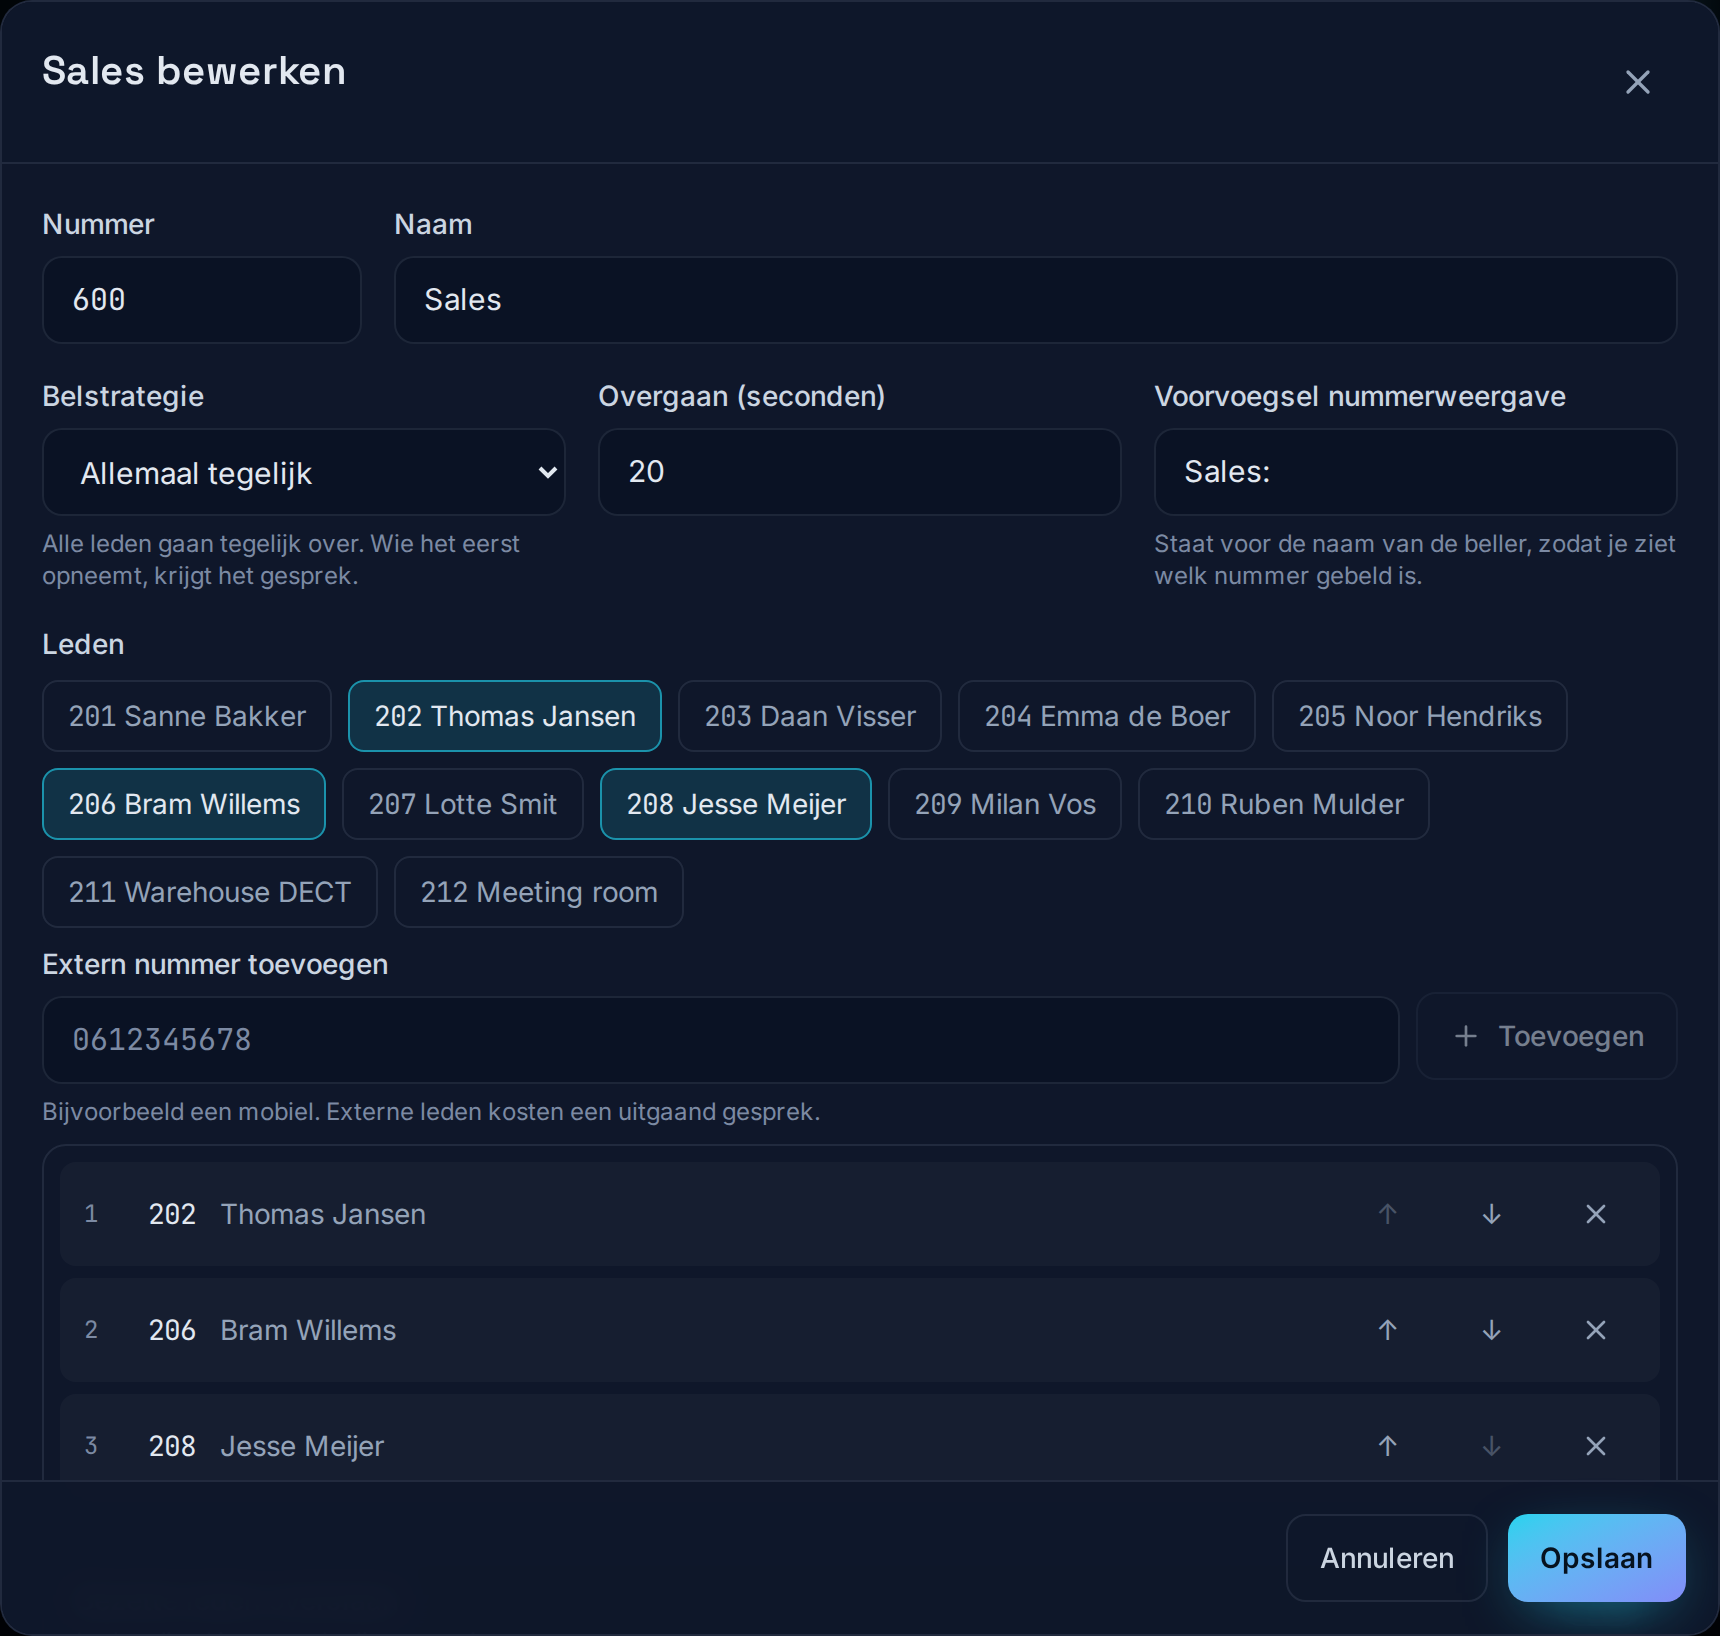 Sales bewerken
Nummer
Naam
600
Sales
Belstrategie
Overgaan (seconden)
Voorvoegsel nummerweergave
Allemaal tegelijk
20
Sales:
Alle leden gaan tegelijk over. Wie het eerst
opneemt, krijgt het gesprek.
Staat voor de naam van de beller, zodat je ziet
welk nummer gebeld is.
Leden
201 Sanne Bakker
202 Thomas Jansen
203 Daan Visser
204 Emma de Boer
205 Noor Hendriks
206 Bram Willems
207 Lotte Smit
208 Jesse Meijer
209 Milan Vos
210 Ruben Mulder
211 Warehouse DECT
212 Meeting room
Extern nummer toevoegen
0612345678
+ Toevoegen
Bijvoorbeeld een mobiel. Externe leden kosten een uitgaand gesprek.
1 202 Thomas Jansen
2 206 Bram Willems
3 208 Jesse Meijer
Annuleren
Opslaan